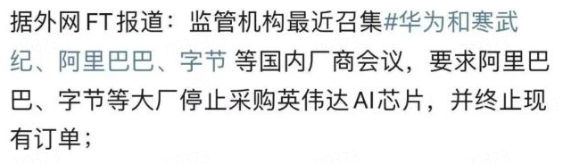 据外网FT报道：监管机构最近召集#华为和寒武
纪、阿里巴巴、字节 等国内厂商会议，要求阿里巴
巴、字节等大厂停止采购英伟达AI芯片，并终止现
有订单；